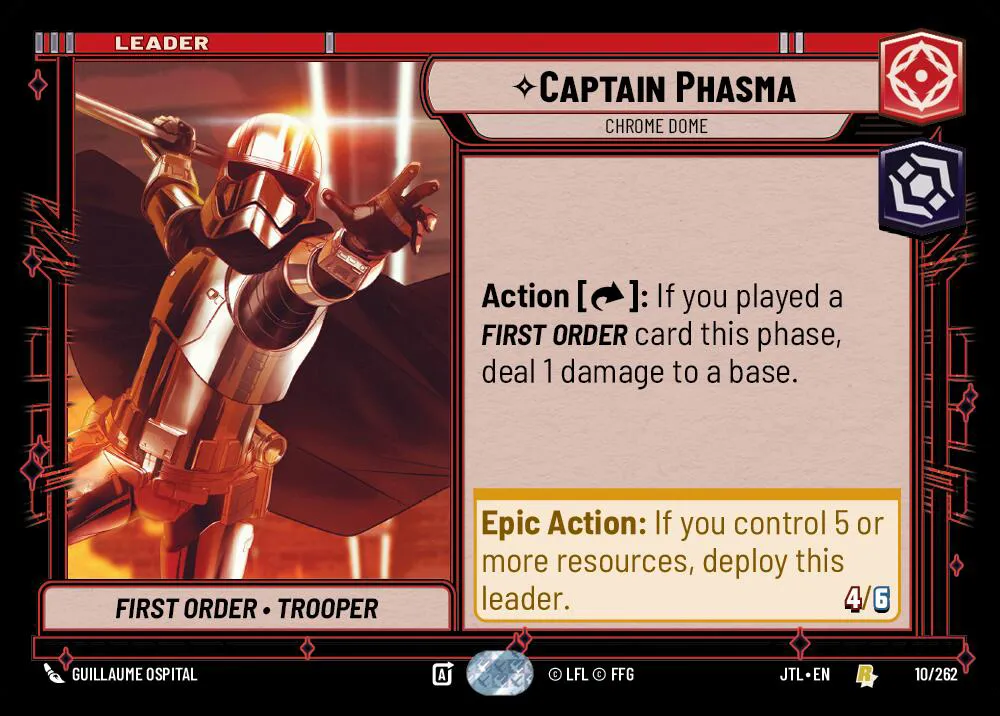 LEADER
CAPTAIN PHASMA
CHROME DOME
Action [ ]: If you played a
FIRST ORDER card this phase,
deal 1 damage to a base.
Epic Action: If you control 5 or
more resources, deploy this
leader.
4/6
FIRST ORDER • TROOPER
GUILLAUME OSPITAL
A
© LFL © FFG
JTL•EN
R
10/262